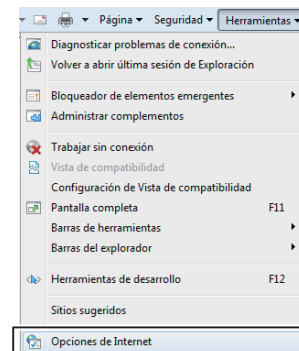 Página Seguridad Herramientas
Diagnosticar problemas de conexión...
Volver a abrir última sesión de Exploración
Bloqueador de elementos emergentes
Administrar complementos
Trabajar sin conexión
Vista de compatibilidad
Configuración de Vista de compatibilidad
Pantalla completa F11
Barras de herramientas
Barras del explorador
Herramientas de desarrollo F12
Sitios sugeridos
Opciones de Internet